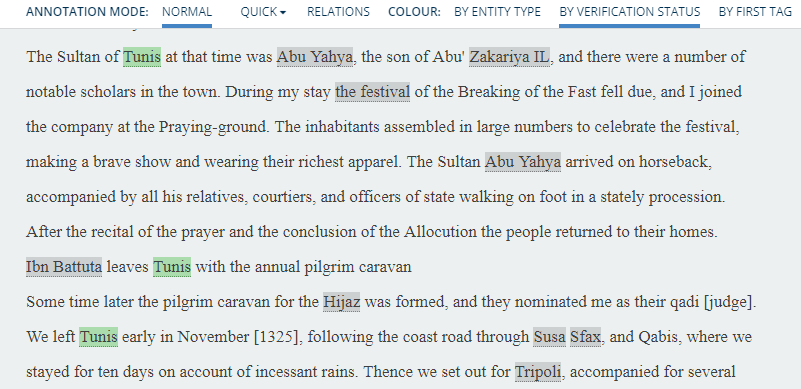 ANNOTATION MODE: NORMAL QUICK RELATIONS COLOUR: BY ENTITY TYPE BY VERIFICATION STATUS BY FIRST TAG
The Sultan of Tunis at that time was Abu Yahya, the son of Abu' Zakariya IL, and there were a number of
notable scholars in the town. During my stay the festival of the Breaking of the Fast fell due, and I joined
the company at the Praying-ground. The inhabitants assembled in large numbers to celebrate the festival,
making a brave show and wearing their richest apparel. The Sultan Abu Yahya arrived on horseback,
accompanied by all his relatives, courtiers, and officers of state walking on foot in a stately procession.
After the recital of the prayer and the conclusion of the Allocution the people returned to their homes.
Ibn Battuta leaves Tunis with the annual pilgrim caravan
Some time later the pilgrim caravan for the Hijaz was formed, and they nominated me as their qadi [judge].
We left Tunis early in November [1325], following the coast road through Susa Sfax, and Qabis, where we
stayed for ten days on account of incessant rains. Thence we set out for Tripoli, accompanied for several